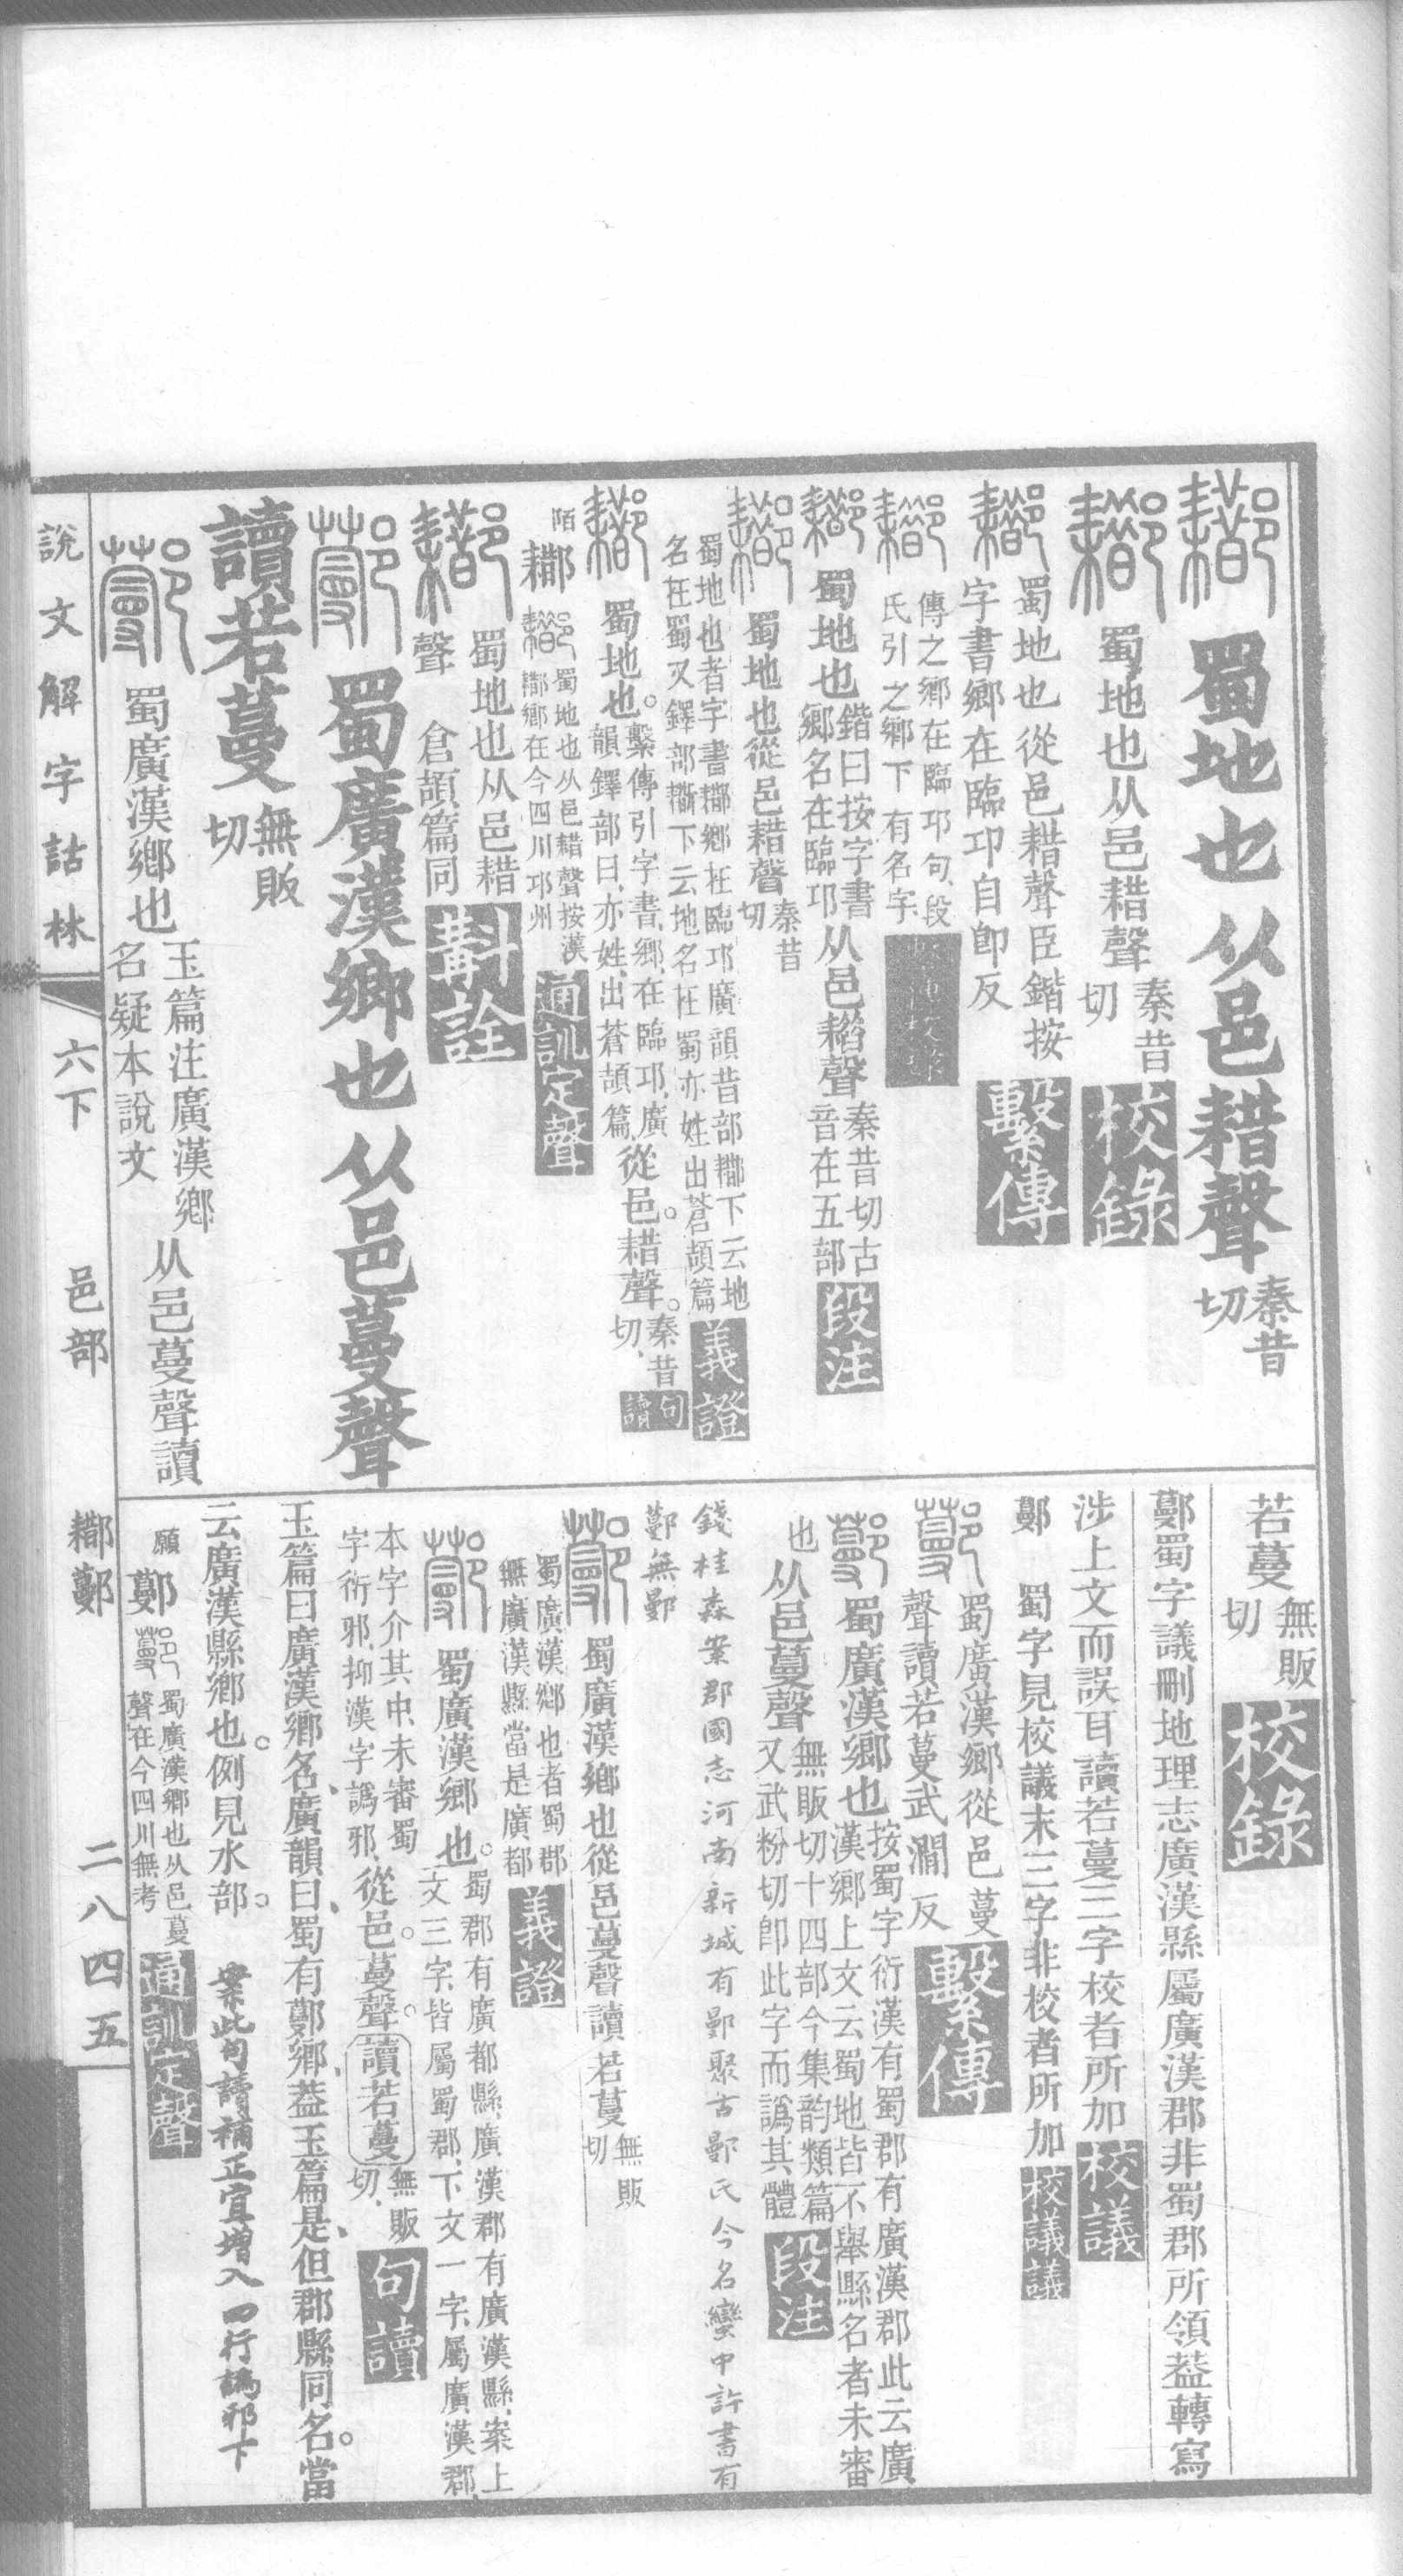 𨞬 蜀地也从邑耤聲秦昔切
𨞬 蜀地也从邑耤聲秦昔切 校錄
𨞬 蜀地也從邑耤聲臣鍇按字書鄉在臨邛自卽反 繫傳
𨞬 傳之鄉在臨邛句段氏引之鄉下有名字
𨞬 蜀地也鍇曰按字書鄉名在臨邛从邑耤聲秦昔切古音在五部 段注
𨞬 蜀地也從邑耤聲秦昔切
蜀地也者字書𨞬鄉在臨邛廣韻昔部𨞬下云地名在蜀又鐸部𨞬下云地名在蜀亦姓出蒼頡篇 義證
𨞬 蜀地也。繫傳引字書、鄉、在臨邛、廣韻鐸部曰、亦姓、出蒼頡篇、從邑。耤聲。秦昔切、 句讀
陌 𨞬 𨞬 蜀地也从邑耤聲按漢𨞬鄉在今四川邛州 通訓定聲
𨞬 蜀地也从邑耤聲 倉頡篇同 斠詮
鄤 蜀廣漢鄉也从邑蔓聲
讀若蔓無販切
鄤 蜀廣漢鄉也玉篇注廣漢鄉名疑本說文从邑蔓聲讀
說文解字詁林 六下 邑部 𨞬鄤 二八四五
若蔓無販切 校錄
鄤蜀字議刪地理志廣漢縣屬廣漢郡非蜀郡所領葢轉寫
涉上文而誤耳讀若蔓三字校者所加 校議
鄤 蜀字見校議末三字非校者所加 校議議
鄤 蜀廣漢鄉從邑蔓聲讀若蔓武澗反 繫傳
鄤 蜀廣漢鄉也按蜀字衍漢有蜀郡有廣漢郡此云廣漢鄉上文云蜀地皆不舉縣名者未審
也从邑蔓聲無販切十四部今集韵類篇又武粉切卽此字而譌其體 段注
錢桂森案郡國志河南新城有鄤聚古鄤氏今名蠻中許書有
鄤無鄤
鄤 蜀廣漢鄉也從邑蔓聲讀若蔓無販切
蜀廣漢鄉也者蜀郡無廣漢縣當是廣都 義證
鄤 蜀廣漢鄉也。蜀郡有廣都縣、廣漢郡有廣漢縣、案上文三字、皆屬蜀郡、下文一字、屬廣漢郡、
本字介其中、未審蜀字衍邪、抑漢字譌邪、從邑。蔓聲。讀若蔓無販切、 句讀
玉篇曰廣漢鄉名、廣韻曰、蜀有鄤鄉、葢玉篇是、但郡縣同名。當
云廣漢縣鄉也。例見水部。 案此句讀補正宜增入四行譌邪下
願 鄤 鄤 蜀廣漢鄉也从邑蔓聲在今四川無考 通訓定聲